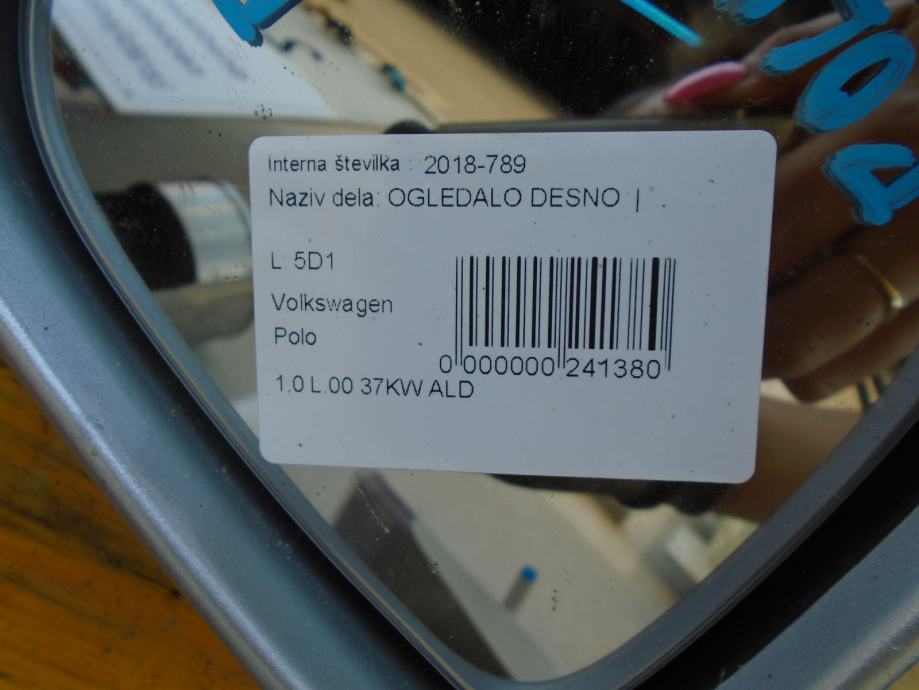 Interna številka : 2018-789
Naziv dela: OGLEDALO DESNO |
L: 5D1
Volkswagen
Polo
0 000000 241380
1,0 L.00 37KW ALD